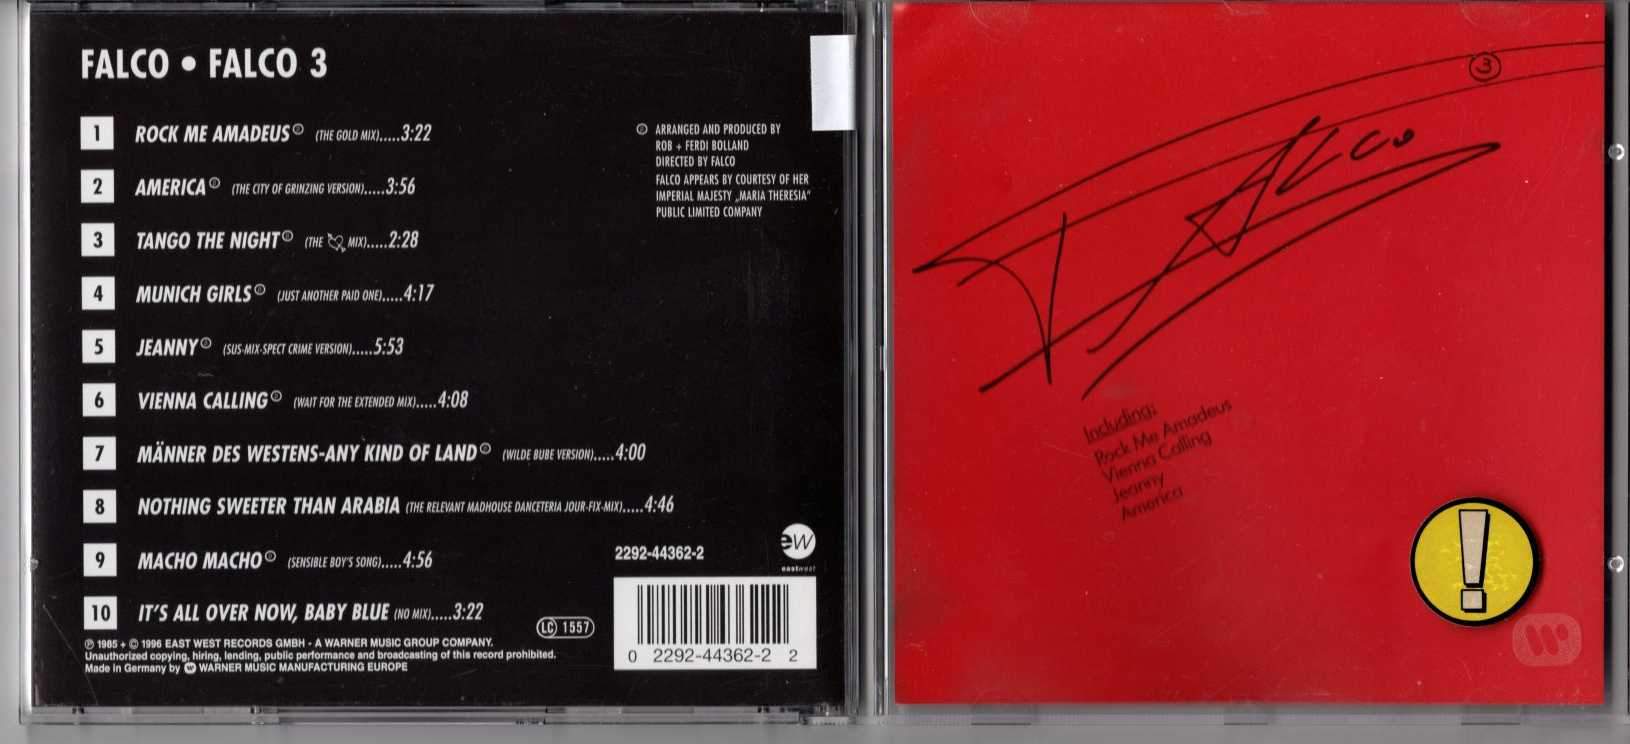 FALCO • FALCO 3
1 ROCK ME AMADEUS (THE GOLD MIX).....3:22
2 AMERICA (THE CITY OF GRINZING VERSION).....3:56
3 TANGO THE NIGHT (THE MIX).....2:28
4 MUNICH GIRLS (JUST ANOTHER PAID ONE).....4:17
5 JEANNY (SUS-MIX-SPECT CRIME VERSION).....5:53
6 VIENNA CALLING (WAIT FOR THE EXTENDED MIX).....4:08
7 MÄNNER DES WESTENS-ANY KIND OF LAND (WILDE BUBE VERSION).....4:00
8 NOTHING SWEETER THAN ARABIA (THE RELEVANT MADHOUSE DANCETERIA JOUR-FIX-MIX).....4:46
9 MACHO MACHO (SENSIBLE BOY'S SONG).....4:56
10 IT'S ALL OVER NOW, BABY BLUE (NO MIX).....3:22
ARRANGED AND PRODUCED BY
ROB + FERDI BOLLAND
DIRECTED BY FALCO
FALCO APPEARS BY COURTESY OF HER
IMPERIAL MAJESTY „MARIA THERESIA"
PUBLIC LIMITED COMPANY
ew
eastwest
2292-44362-2
LC 1557
0 2292-44362-2 2
℗ 1985 + © 1996 EAST WEST RECORDS GMBH - A WARNER MUSIC GROUP COMPANY.
Unauthorized copying, hiring, lending, public performance and broadcasting of this record prohibited.
Made in Germany by WARNER MUSIC MANUFACTURING EUROPE
3
FALCO
Including:
Rock Me Amadeus
Vienna Calling
Jeanny
America
!